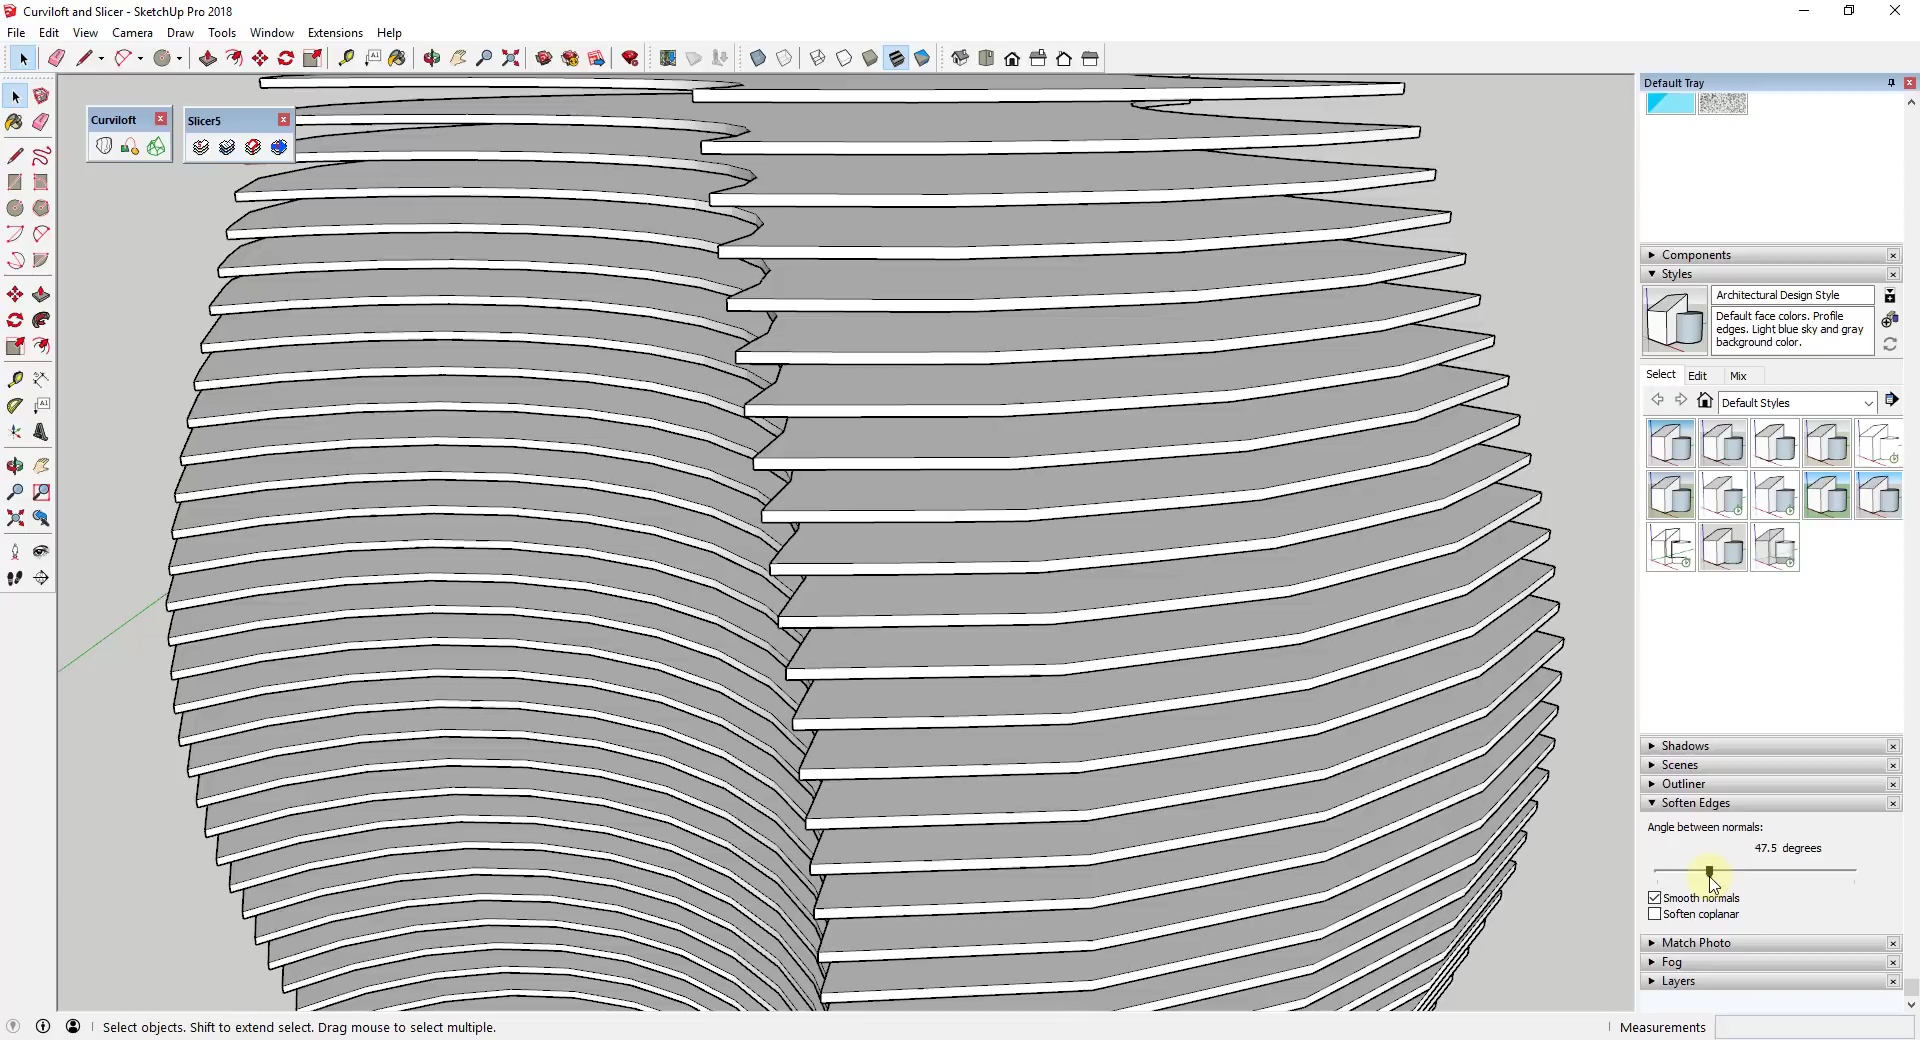 Curviloft and Slicer - SketchUp Pro 2018
File Edit View Camera Draw Tools Window Extensions Help
Default Tray
Curviloft
Slicer5
Components
Styles
Architectural Design Style
Default face colors. Profile
edges. Light blue sky and gray
background color.
Select Edit Mix
Default Styles
Shadows
Scenes
Outliner
Soften Edges
Angle between normals:
47.5 degrees
Smooth normals
Soften coplanar
Match Photo
Fog
Layers
Select objects. Shift to extend select. Drag mouse to select multiple.
Measurements